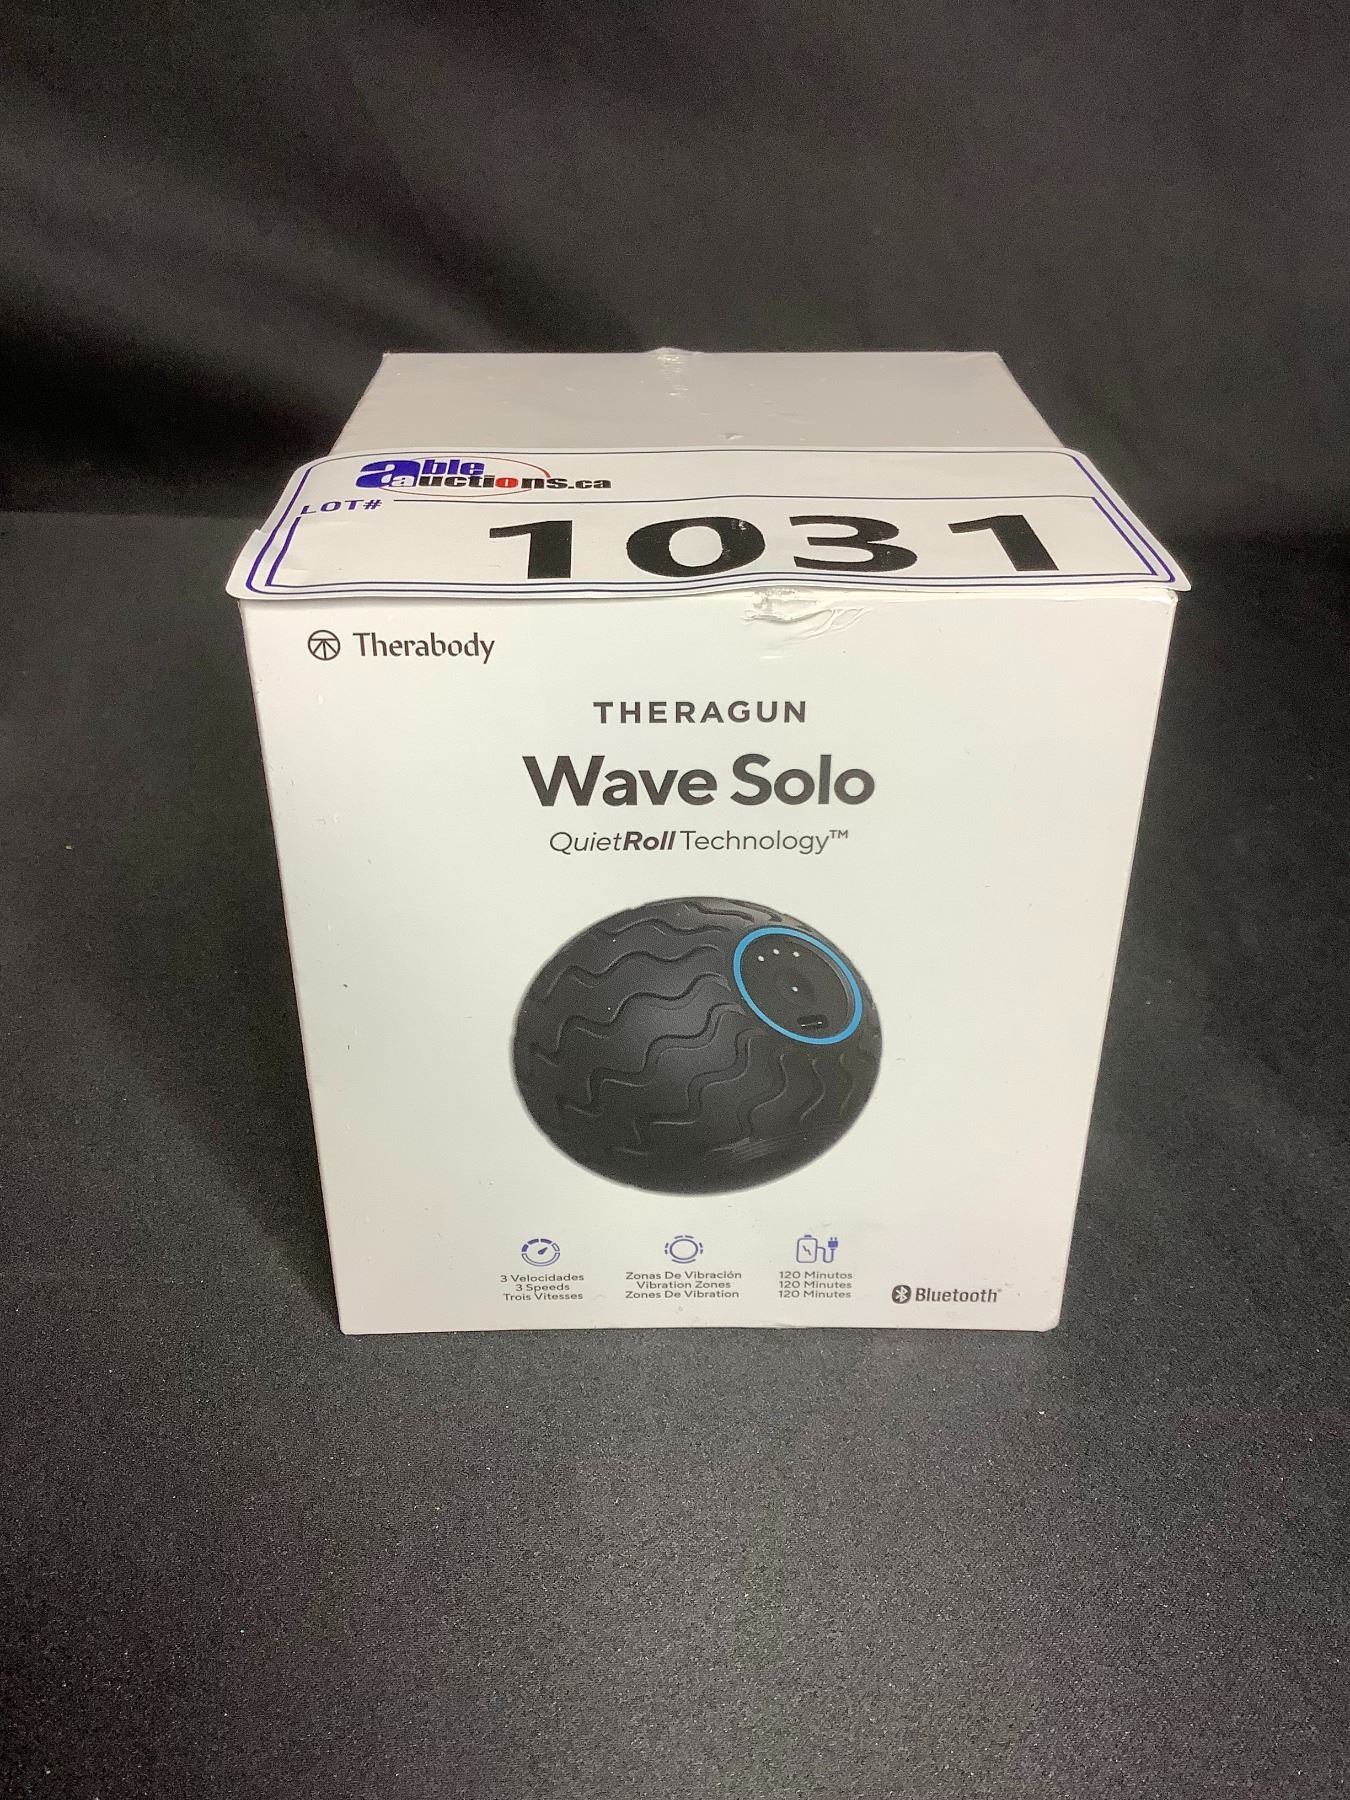 able
auctions.ca
LOT#
1031
Therabody
THERAGUN
Wave Solo
QuietRoll Technology™
3 Velocidades
3 Speeds
Trois Vitesses
Zonas De Vibración
Vibration Zones
Zones De Vibration
120 Minutos
120 Minutes
120 Minutes
Bluetooth®